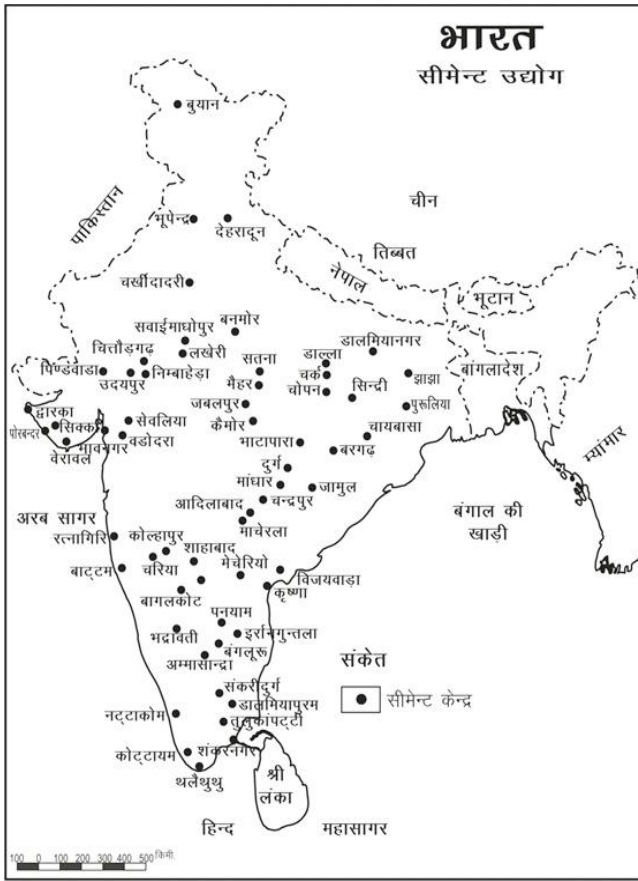 भारत
सीमेन्ट उद्योग
बुयान
पाकिस्तान
चीन
भूपेन्द्र
देहरादून
तिब्बत
नेपाल
भूटान
चर्खीदादरी
बनमोर
सवाईमाघोपुर
डालमियानगर
चित्तौड़गढ़
लखेरी
सतना
डाल्ला
बांगलादेश
पिण्डवाडा
उदयपुर
निम्बाहेड़ा
मैहर
चर्क
चोपन
सिन्द्री
झाझा
द्वारका
जबलपुर
पुरूलिया
सिक्क
सेवलिया
कैमोर
चायबासा
पोरबन्दर
भावनगर
वडोदरा
भाटापारा
बरगढ़
म्यांमार
वेरावल
दुर्ग
मांधार
जामुल
चन्द्रपुर
आदिलाबाद
बंगाल की
खाड़ी
अरब सागर
माचेरला
रत्नागिरि
कोल्हापुर
शाहाबाद
चरिया
मेचेरियो
बाट्टम
विजयवाड़ा
बागलकोट
कृष्णा
पनयाम
भद्रावती
इर्रानगुन्तला
बंगलूरू
अम्मासान्द्रा
संकेत
सीमेन्ट केन्द्र
संकरीदुर्ग
डालमियापुरम
नट्टाकोम
तुलुकांपट्टी
शंकरनगर
कोट्टायम
थलैथुथु
श्री
लंका
हिन्द
महासागर
100 0 100 200 300 400 500 किमी.